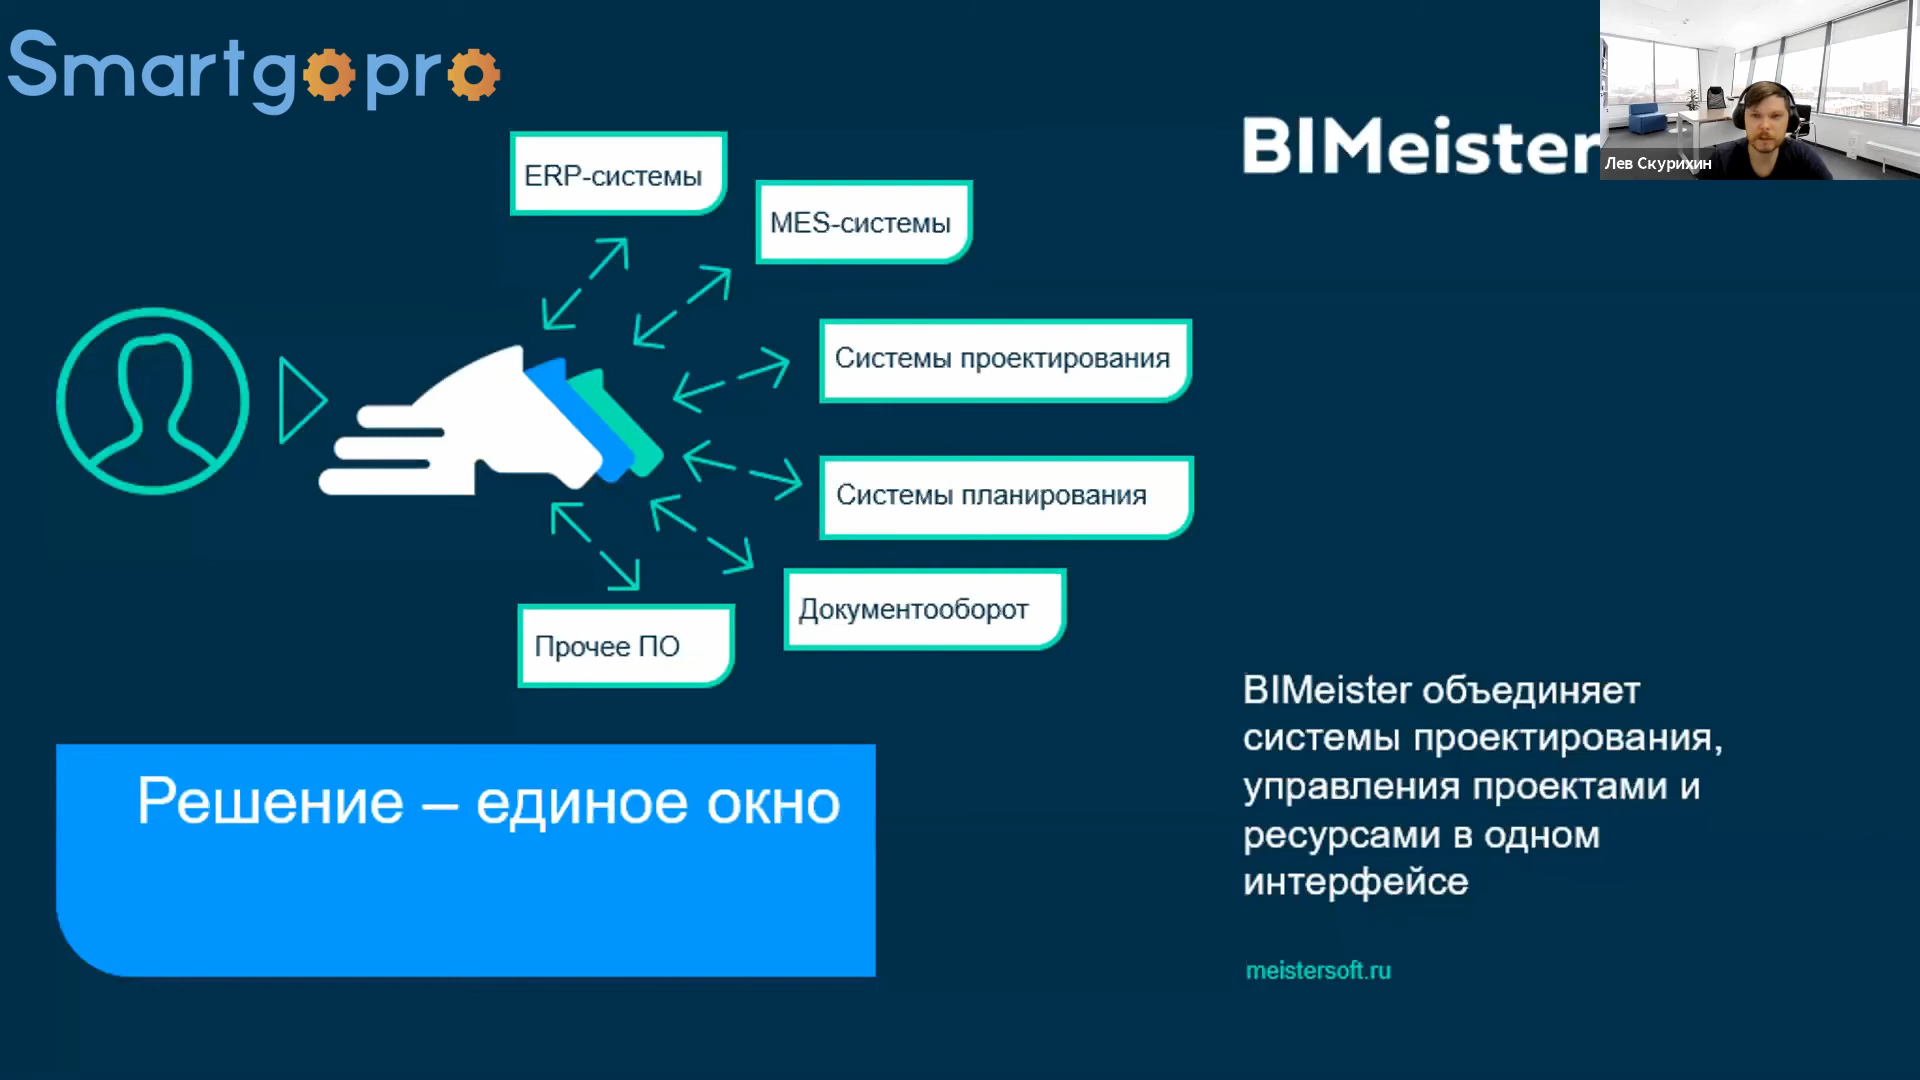 Smartgopro
BIMeister
Лев Скурихин
ERP-системы
MES-системы
Системы проектирования
Системы планирования
Документооборот
Прочее ПО
Решение – единое окно
BIMeister объединяет
системы проектирования,
управления проектами и
ресурсами в одном
интерфейсе
meistersoft.ru